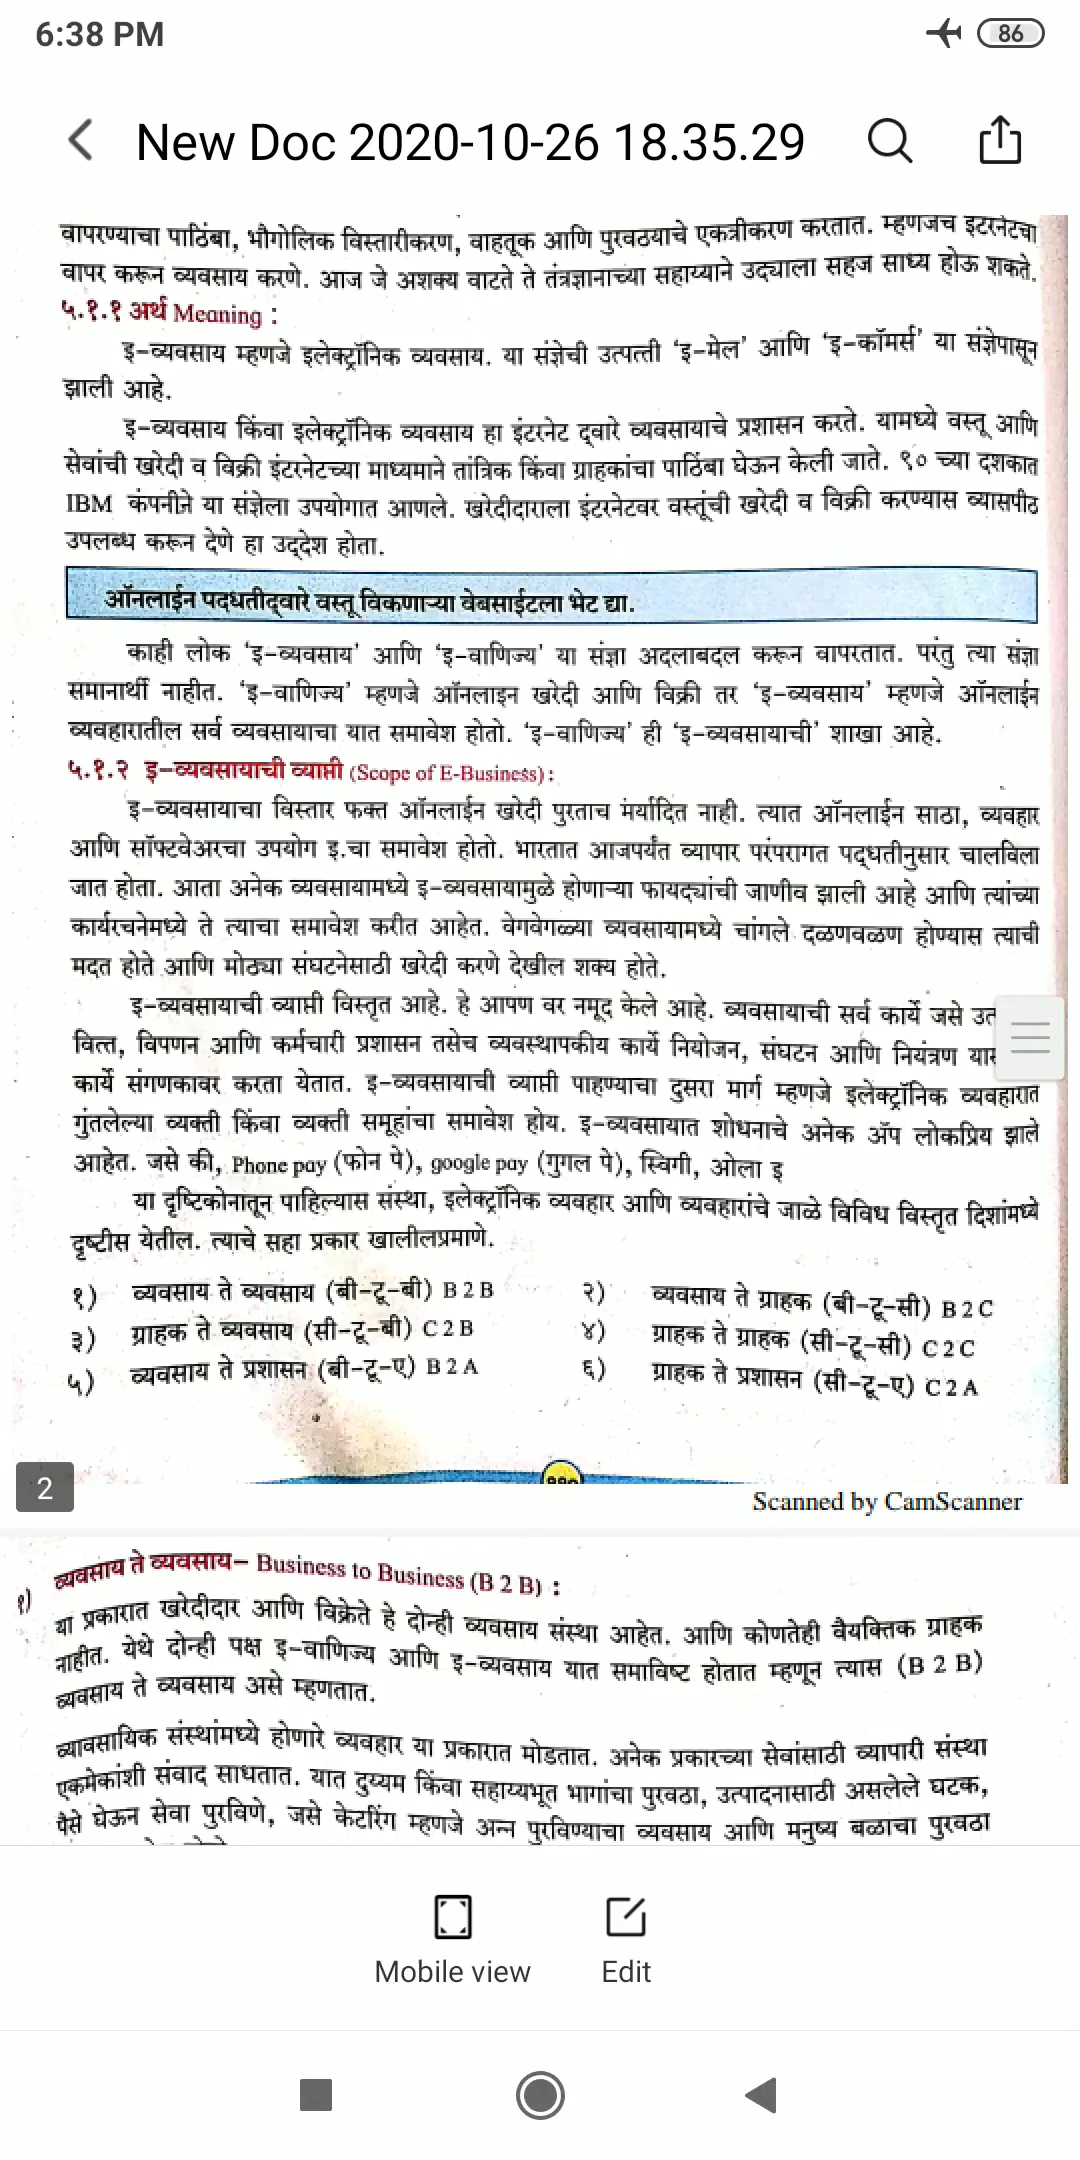 6:38 PM
86
New Doc 2020-10-26 18.35.29
वापरण्याचा पाठिंबा, भौगोलिक विस्तारीकरण, वाहतूक आणि पुरवठयाचे एकत्रीकरण करतात. म्हणजेच इंटरनेटचा
वापर करून व्यवसाय करणे. आज जे अशक्य वाटते ते तंत्रज्ञानाच्या सहाय्याने उद्याला सहज साध्य होऊ शकते.
५.१.१ अर्थ Meaning :
इ-व्यवसाय म्हणजे इलेक्ट्रॉनिक व्यवसाय. या संज्ञेची उत्पत्ती ‘इ-मेल’ आणि ‘इ-कॉमर्स’ या संज्ञेपासून
झाली आहे.
इ-व्यवसाय किंवा इलेक्ट्रॉनिक व्यवसाय हा इंटरनेट द्वारे व्यवसायाचे प्रशासन करते. यामध्ये वस्तू आणि
सेवांची खरेदी व विक्री इंटरनेटच्या माध्यमाने तांत्रिक किंवा ग्राहकांचा पाठिंबा घेऊन केली जाते. ९० च्या दशकात
IBM कंपनीने या संज्ञेला उपयोगात आणले. खरेदीदाराला इंटरनेटवर वस्तूंची खरेदी व विक्री करण्यास व्यासपीठ
उपलब्ध करून देणे हा उद्देश होता.
ऑनलाईन पद्धतीद्वारे वस्तू विकणाऱ्या वेबसाईटला भेट द्या.
काही लोक ‘इ-व्यवसाय’ आणि ‘इ-वाणिज्य’ या संज्ञा अदलाबदल करून वापरतात. परंतु त्या संज्ञा
समानार्थी नाहीत. ‘इ-वाणिज्य’ म्हणजे ऑनलाइन खरेदी आणि विक्री तर ‘इ-व्यवसाय’ म्हणजे ऑनलाईन
व्यवहारातील सर्व व्यवसायाचा यात समावेश होतो. ‘इ-वाणिज्य’ ही ‘इ-व्यवसायाची’ शाखा आहे.
५.१.२ इ-व्यवसायाची व्याप्ती (Scope of E-Business) :
इ-व्यवसायाचा विस्तार फक्त ऑनलाईन खरेदी पुरताच मर्यादित नाही. त्यात ऑनलाईन साठा, व्यवहार
आणि सॉफ्टवेअरचा उपयोग इ.चा समावेश होतो. भारतात आजपर्यंत व्यापार परंपरागत पद्धतीनुसार चालविला
जात होता. आता अनेक व्यवसायामध्ये इ-व्यवसायामुळे होणाऱ्या फायद्यांची जाणीव झाली आहे आणि त्यांच्या
कार्यरचनेमध्ये ते त्याचा समावेश करीत आहेत. वेगवेगळ्या व्यवसायामध्ये चांगले दळणवळण होण्यास त्याची
मदत होते आणि मोठ्या संघटनेसाठी खरेदी करणे देखील शक्य होते.
इ-व्यवसायाची व्याप्ती विस्तृत आहे. हे आपण वर नमूद केले आहे. व्यवसायाची सर्व कार्ये जसे
वित्त, विपणन आणि कर्मचारी प्रशासन तसेच व्यवस्थापकीय कार्ये नियोजन, संघटन आणि नियंत्रण
कार्ये संगणकावर करता येतात. इ-व्यवसायाची व्याप्ती पाहण्याचा दुसरा मार्ग म्हणजे इलेक्ट्रॉनिक व्यवहारात
गुंतलेल्या व्यक्ती किंवा व्यक्ती समूहांचा समावेश होय. इ-व्यवसायात शोधनाचे अनेक ॲप लोकप्रिय झाले
आहेत. जसे की, Phone pay (फोन पे), google pay (गुगल पे), स्विगी, ओला इ
या दृष्टिकोनातून पाहिल्यास संस्था, इलेक्ट्रॉनिक व्यवहार आणि व्यवहारांचे जाळे विविध विस्तृत दिशांमध्ये
दृष्टीस येतील. त्याचे सहा प्रकार खालीलप्रमाणे.
१) व्यवसाय ते व्यवसाय (बी-टू-बी) B 2 B
२) व्यवसाय ते ग्राहक (बी-टू-सी) B 2 C
३) ग्राहक ते व्यवसाय (सी-टू-बी) C 2 B
४) ग्राहक ते ग्राहक (सी-टू-सी) C 2 C
५) व्यवसाय ते प्रशासन (बी-टू-ए) B 2 A
६) ग्राहक ते प्रशासन (सी-टू-ए) C 2 A
2
Scanned by CamScanner
१) व्यवसाय ते व्यवसाय- Business to Business (B 2 B) :
या प्रकारात खरेदीदार आणि विक्रेते हे दोन्ही व्यवसाय संस्था आहेत. आणि कोणतेही वैयक्तिक ग्राहक
नाहीत. येथे दोन्ही पक्ष इ-वाणिज्य आणि इ-व्यवसाय यात समाविष्ट होतात म्हणून त्यास (B 2 B)
व्यवसाय ते व्यवसाय असे म्हणतात.
व्यावसायिक संस्थांमध्ये होणारे व्यवहार या प्रकारात मोडतात. अनेक प्रकारच्या सेवांसाठी व्यापारी संस्था
एकमेकांशी संवाद साधतात. यात दुय्यम किंवा सहाय्यभूत भागांचा पुरवठा, उत्पादनासाठी असलेले घटक,
पैसे घेऊन सेवा पुरविणे, जसे केटरिंग म्हणजे अन्न पुरविण्याचा व्यवसाय आणि मनुष्य बळाचा पुरवठा
Mobile view
Edit